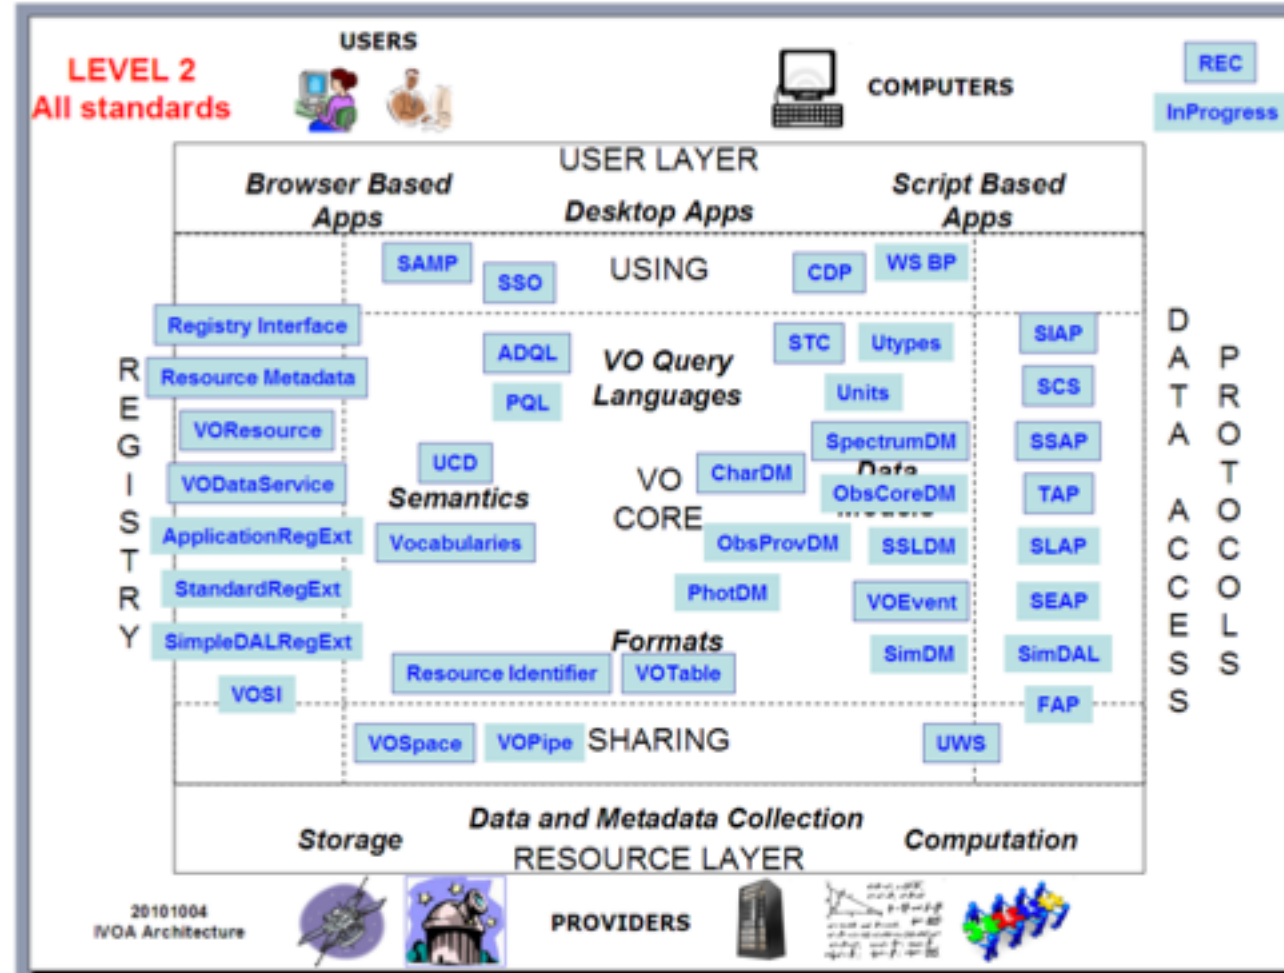 USERS
LEVEL 2
All standards
COMPUTERS
REC
InProgress
USER LAYER
Browser Based
Apps
Desktop Apps
Script Based
Apps
SAMP
SSO
USING
CDP
WS BP
Registry Interface
Resource Metadata
VOResource
VODataService
ApplicationRegExt
StandardRegExt
SimpleDALRegExt
VOSI
REGISTRY
ADQL
PQL
VO Query
Languages
STC
Utypes
Units
UCD
Semantics
Vocabularies
VO
CORE
SpectrumDM
CharDM
Data
Models
ObsCoreDM
ObsProvDM
SSLDM
PhotDM
VOEvent
SimDM
Formats
Resource Identifier
VOTable
SIAP
SCS
SSAP
TAP
SLAP
SEAP
SimDAL
FAP
DATA ACCESS
PROTOCOLS
VOSpace
VOPipe
SHARING
UWS
Data and Metadata Collection
Storage
Computation
RESOURCE LAYER
20101004
IVOA Architecture
PROVIDERS